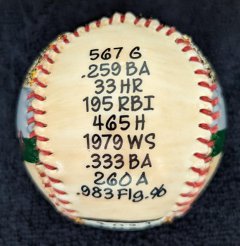 567 G
.259 BA
33 HR
195 RBI
465 H
1979 WS
.333 BA
260 A
.983 Flg.%